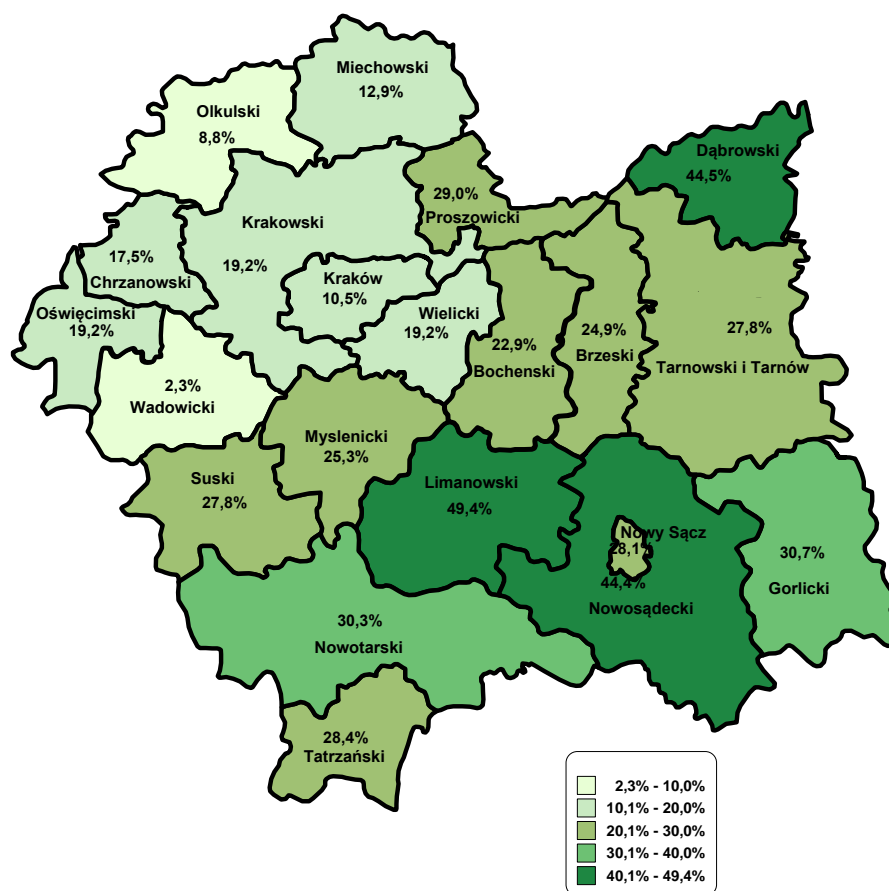 Miechowski
12,9%
Olkulski
8,8%
Dąbrowski
44,5%
29,0%
Proszowicki
Krakowski
19,2%
17,5%
Chrzanowski
Kraków
10,5%
Oświęcimski
19,2%
Wielicki
19,2%
22,9%
Bochenski
24,9%
Brzeski
27,8%
Tarnowski i Tarnów
2,3%
Wadowicki
Myslenicki
25,3%
Suski
27,8%
Limanowski
49,4%
Nowy Sącz
28,1%
44,4%
Nowosądecki
30,7%
Gorlicki
30,3%
Nowotarski
28,4%
Tatrzański
2,3% - 10,0%
10,1% - 20,0%
20,1% - 30,0%
30,1% - 40,0%
40,1% - 49,4%